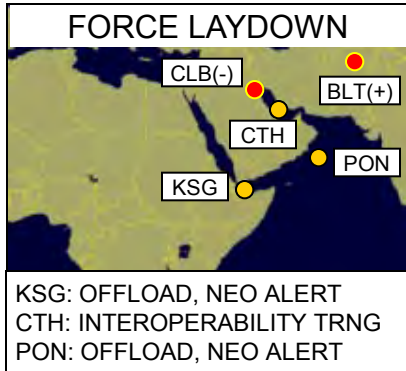 FORCE LAYDOWN
CLB(-)
BLT(+)
CTH
PON
KSG
KSG: OFFLOAD, NEO ALERT
CTH: INTEROPERABILITY TRNG
PON: OFFLOAD, NEO ALERT